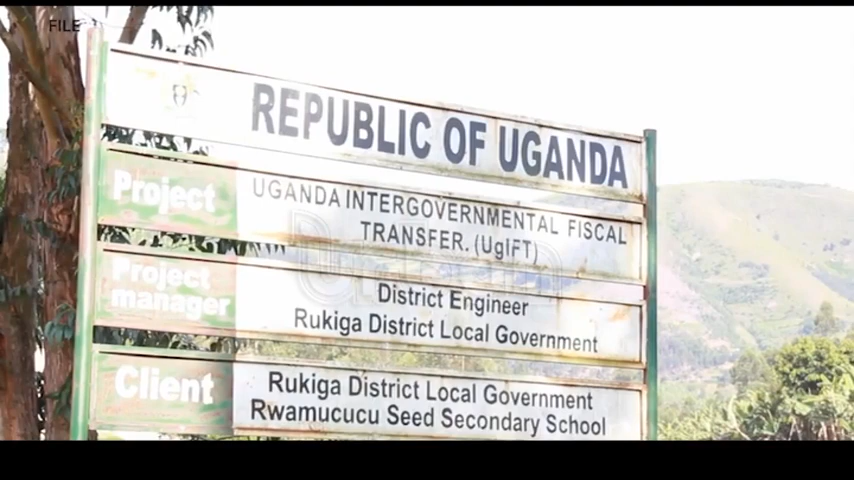 FILE
REPUBLIC OF UGANDA
Project
UGANDA INTERGOVERNMENTAL FISCAL
TRANSFER. (UgIFT)
Project
manager
District Engineer
Rukiga District Local Government
Client
Rukiga District Local Government
Rwamucucu Seed Secondary School